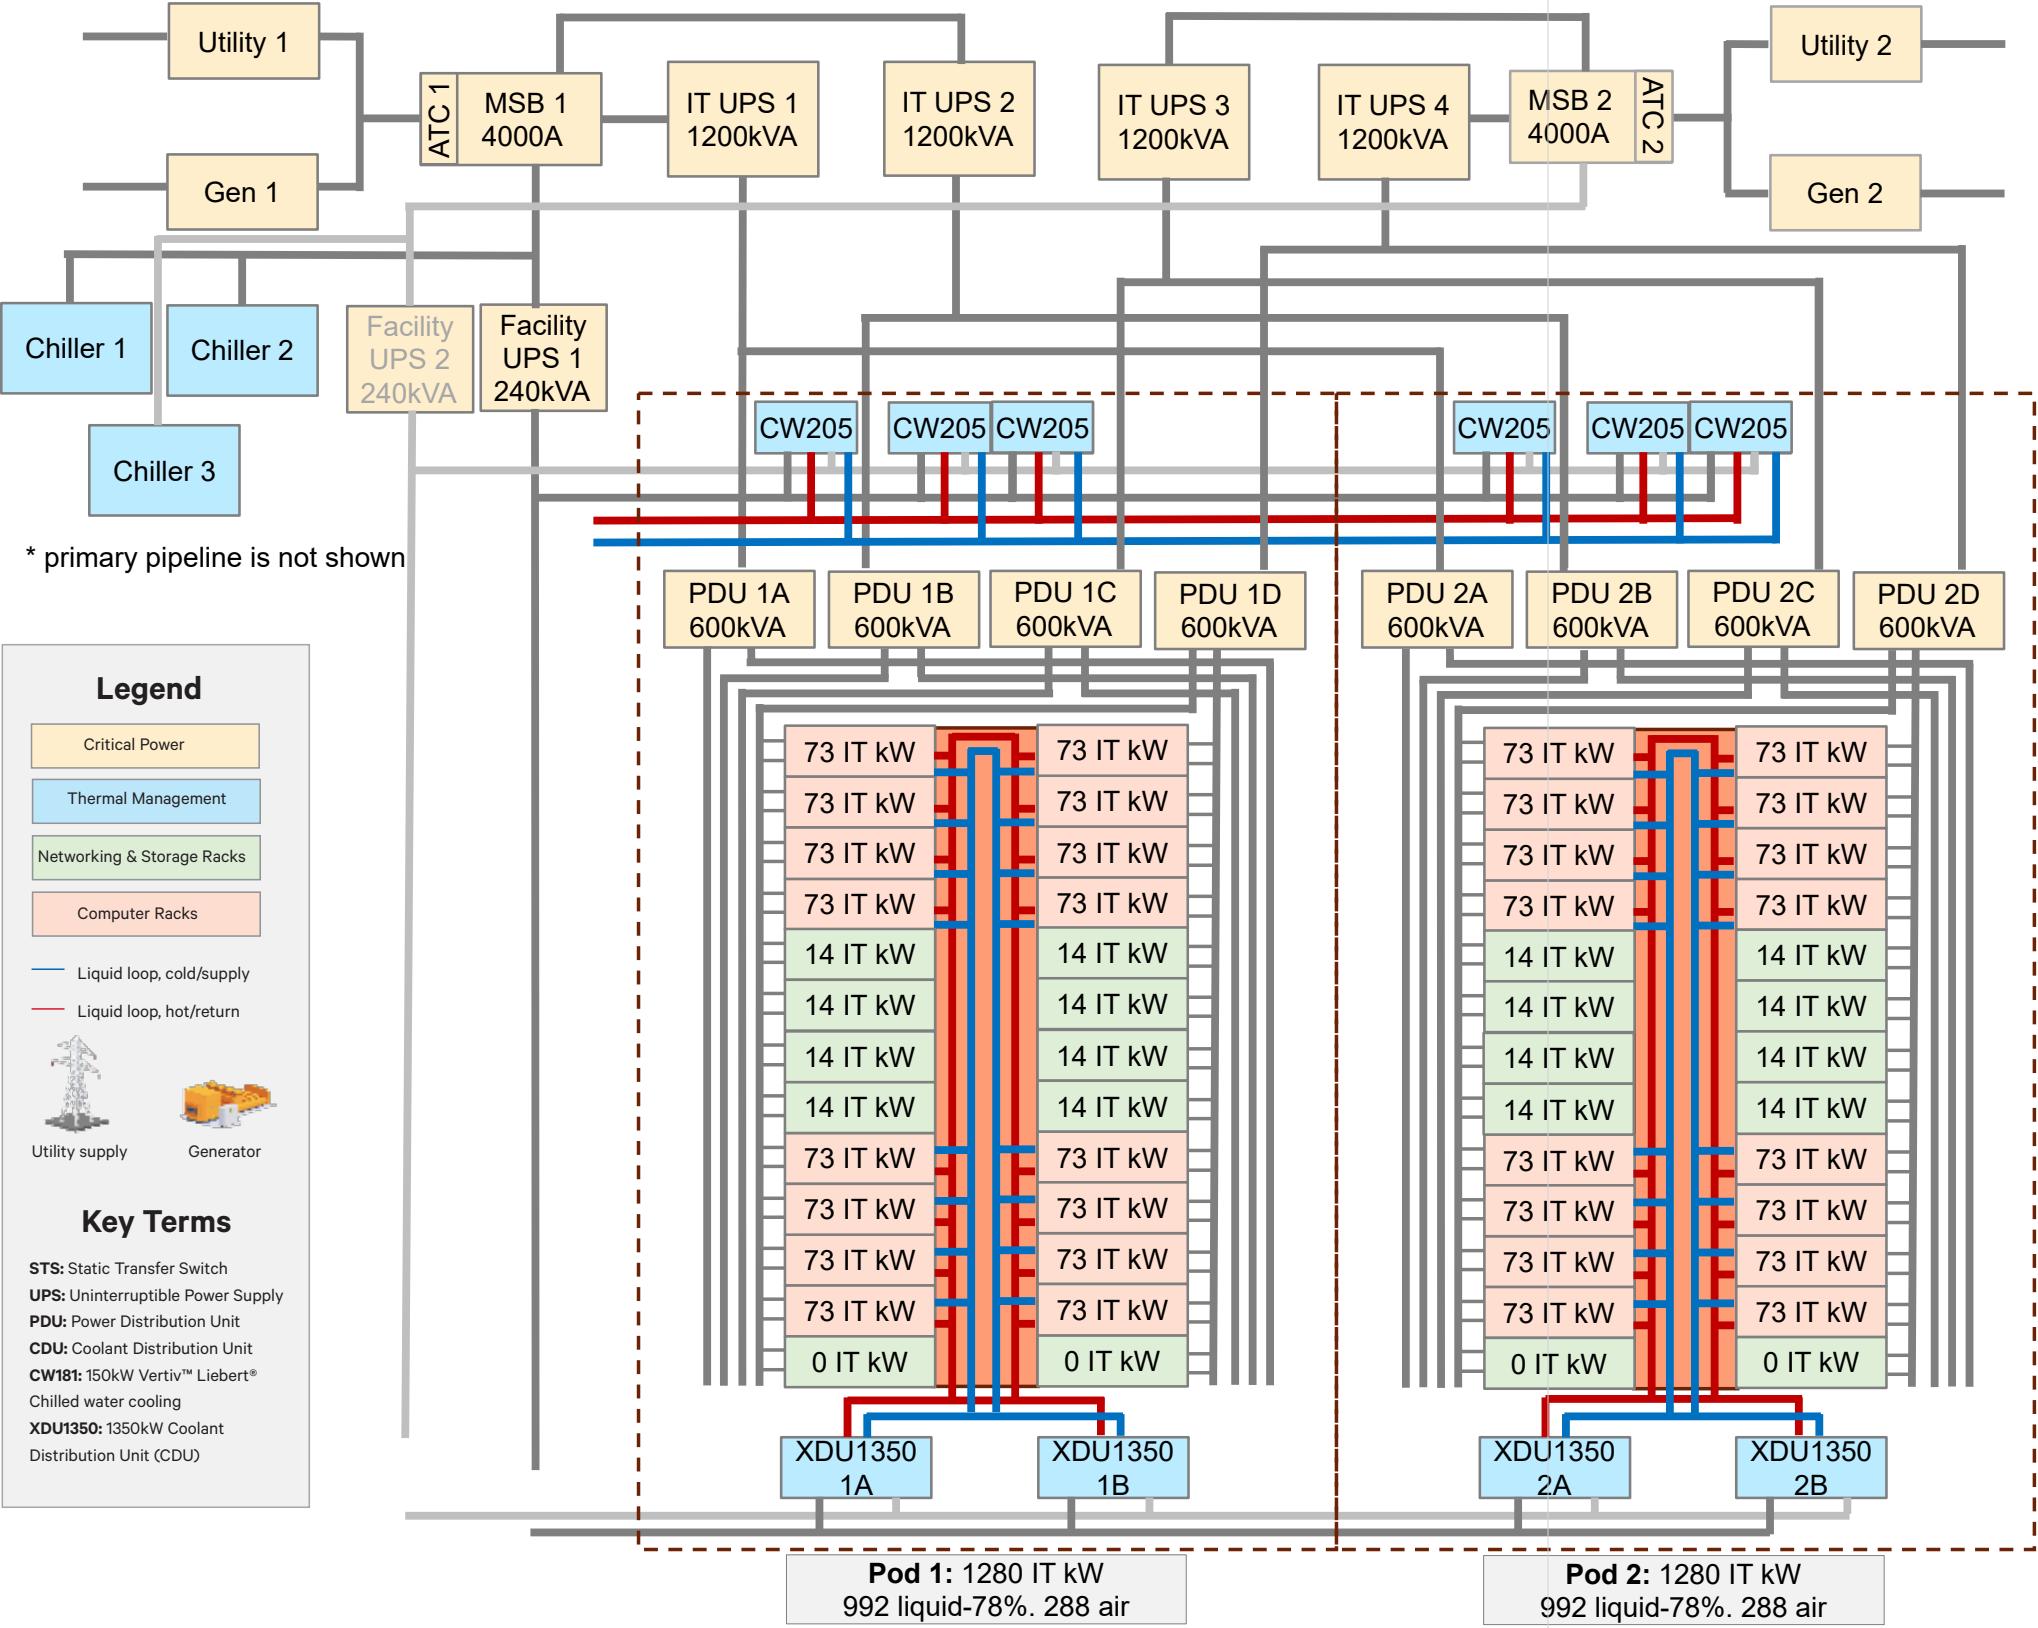 Utility 1
Gen 1
ATC 1
MSB 1
4000A
IT UPS 1
1200kVA
IT UPS 2
1200kVA
IT UPS 3
1200kVA
IT UPS 4
1200kVA
MSB 2
4000A
ATC 2
Utility 2
Gen 2
Chiller 1
Chiller 2
Chiller 3
Facility
UPS 2
240kVA
Facility
UPS 1
240kVA
* primary pipeline is not shown
CW205
CW205
CW205
CW205
CW205
CW205
PDU 1A
600kVA
PDU 1B
600kVA
PDU 1C
600kVA
PDU 1D
600kVA
PDU 2A
600kVA
PDU 2B
600kVA
PDU 2C
600kVA
PDU 2D
600kVA
Legend
Critical Power
Thermal Management
Networking & Storage Racks
Computer Racks
Liquid loop, cold/supply
Liquid loop, hot/return
Utility supply
Generator
Key Terms
STS: Static Transfer Switch
UPS: Uninterruptible Power Supply
PDU: Power Distribution Unit
CDU: Coolant Distribution Unit
CW181: 150kW Vertiv™ Liebert®
Chilled water cooling
XDU1350: 1350kW Coolant
Distribution Unit (CDU)
73 IT kW
73 IT kW
73 IT kW
73 IT kW
14 IT kW
14 IT kW
14 IT kW
14 IT kW
73 IT kW
73 IT kW
73 IT kW
73 IT kW
0 IT kW
73 IT kW
73 IT kW
73 IT kW
73 IT kW
14 IT kW
14 IT kW
14 IT kW
14 IT kW
73 IT kW
73 IT kW
73 IT kW
73 IT kW
0 IT kW
XDU1350
1A
XDU1350
1B
Pod 1: 1280 IT kW
992 liquid-78%. 288 air
73 IT kW
73 IT kW
73 IT kW
73 IT kW
14 IT kW
14 IT kW
14 IT kW
14 IT kW
73 IT kW
73 IT kW
73 IT kW
73 IT kW
0 IT kW
73 IT kW
73 IT kW
73 IT kW
73 IT kW
14 IT kW
14 IT kW
14 IT kW
14 IT kW
73 IT kW
73 IT kW
73 IT kW
73 IT kW
0 IT kW
XDU1350
2A
XDU1350
2B
Pod 2: 1280 IT kW
992 liquid-78%. 288 air